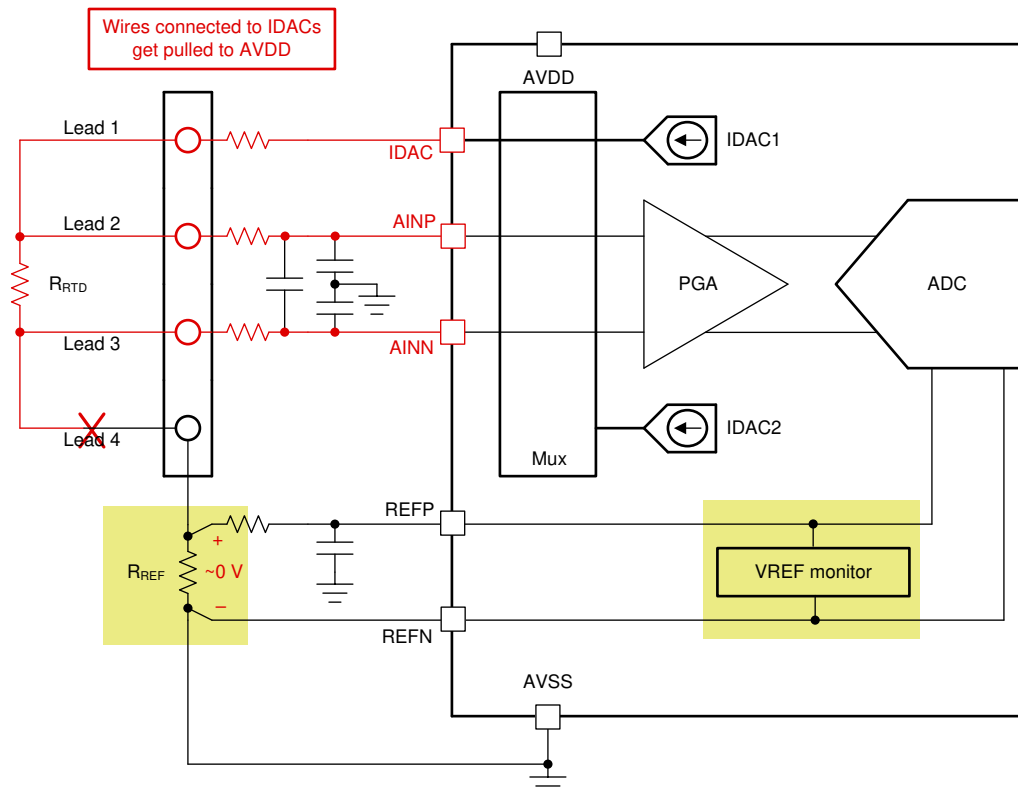 Wires connected to IDACs
get pulled to AVDD
AVDD
Lead 1
IDAC
IDAC1
Lead 2
AINP
RRTD
PGA
ADC
Lead 3
AINN
Lead 4
IDAC2
Mux
REFP
+
RREF
~0 V
–
VREF monitor
REFN
AVSS